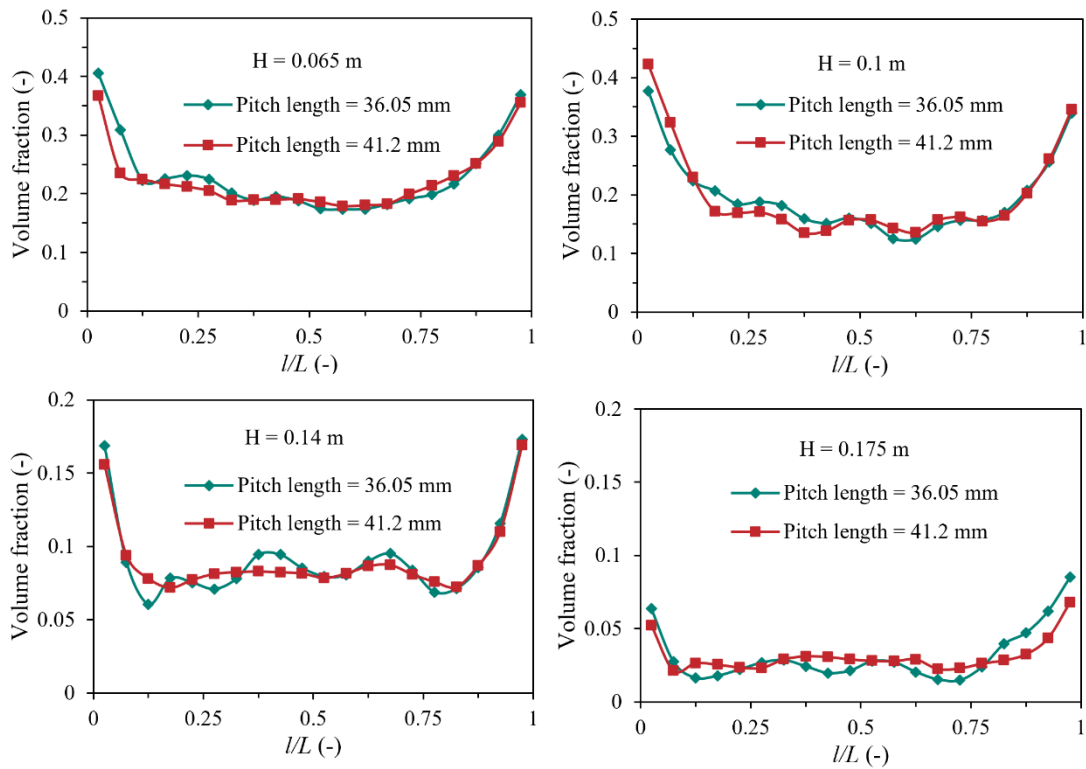 0.5
0.4
0.3
0.2
0.1
0
Volume fraction (-)
H = 0.065 m
Pitch length = 36.05 mm
Pitch length = 41.2 mm
0 0.25 0.5 0.75 1
l/L (-)
0.5
0.4
0.3
0.2
0.1
0
Volume fraction (-)
H = 0.1 m
Pitch length = 36.05 mm
Pitch length = 41.2 mm
0 0.25 0.5 0.75 1
l/L (-)
0.2
0.15
0.1
0.05
0
Volume fraction (-)
H = 0.14 m
Pitch length = 36.05 mm
Pitch length = 41.2 mm
0 0.25 0.5 0.75 1
l/L (-)
0.2
0.15
0.1
0.05
0
Volume fraction (-)
H = 0.175 m
Pitch length = 36.05 mm
Pitch length = 41.2 mm
0 0.25 0.5 0.75 1
l/L (-)